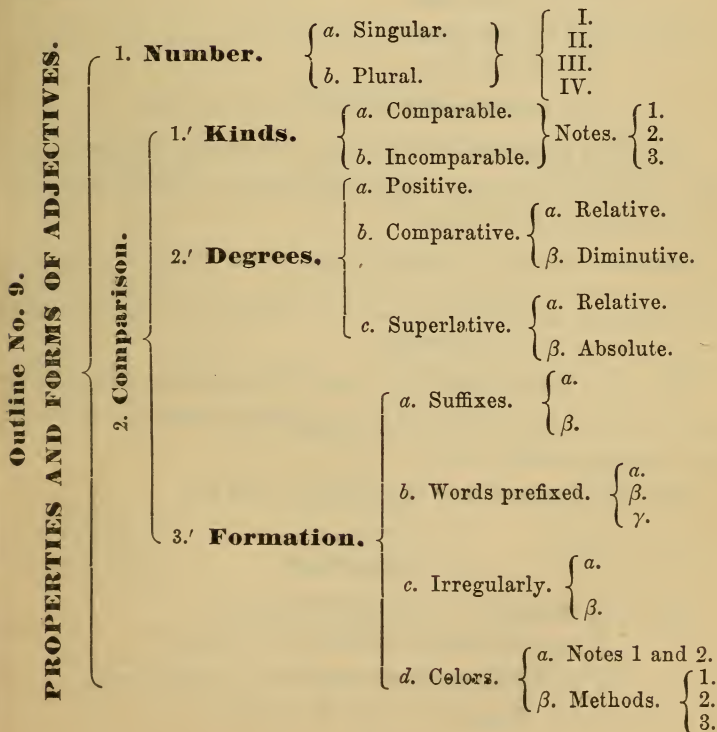 Outline No. 9.
PROPERTIES AND FORMS OF ADJECTIVES.
1. Number.
a. Singular.
b. Plural.
I.
II.
III.
IV.
2. Comparison.
1.′ Kinds.
a. Comparable.
b. Incomparable.
Notes.
1.
2.
3.
2.′ Degrees.
a. Positive.
b. Comparative.
a. Relative.
β. Diminutive.
c. Superlative.
a. Relative.
β. Absolute.
3.′ Formation.
a. Suffixes.
a.
β.
b. Words prefixed.
a.
β.
γ.
c. Irregularly.
a.
β.
d. Colors.
a. Notes 1 and 2.
β. Methods.
1.
2.
3.